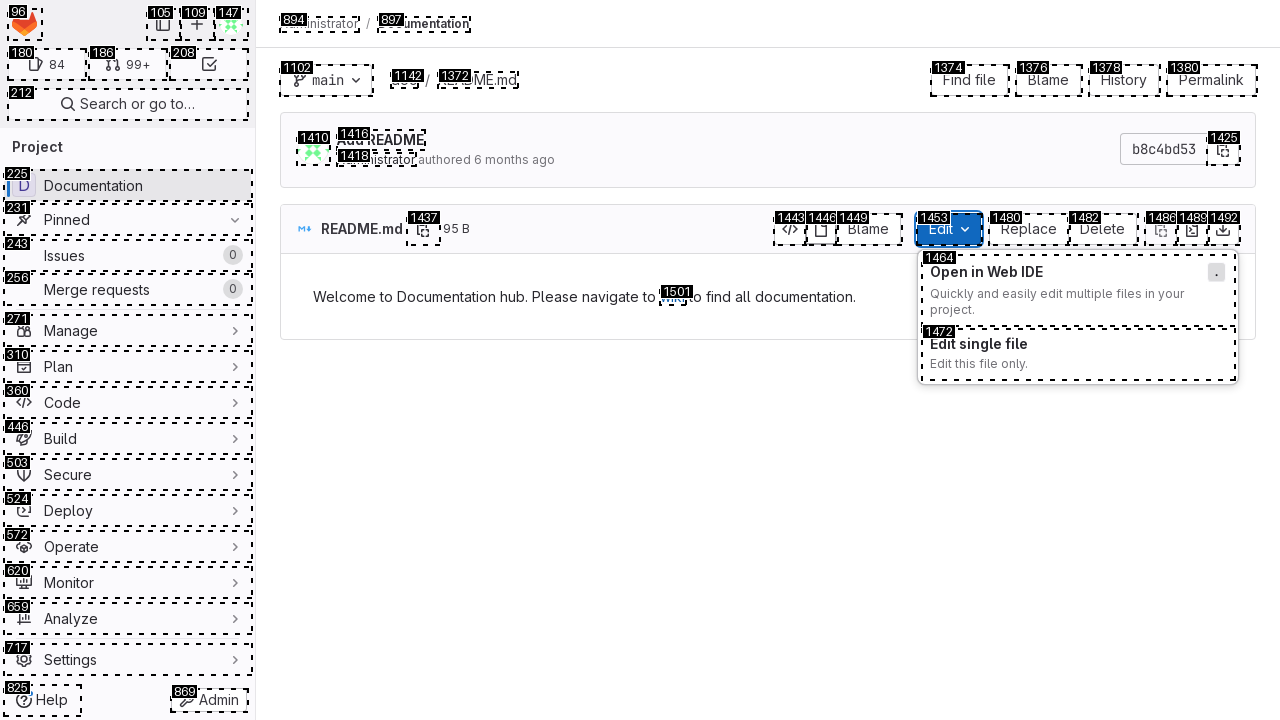 96
105
109
147
180
84
186
99+
208
212
Search or go to…
Project
225
D
Documentation
231
Pinned
243
Issues
0
256
Merge requests
0
271
Manage
310
Plan
360
Code
446
Build
503
Secure
524
Deploy
572
Operate
620
Monitor
659
Analyze
717
Settings
825
Help
869
Admin
894
Administrator
/
897
Documentation
1102
main
1142
/
1372
README.md
1374
Find file
1376
Blame
1378
History
1380
Permalink
1410
1416
Add README
1418
Administrator authored 6 months ago
b8c4bd53
1425
README.md
1437
95 B
1443
1446
1449
Blame
1453
Edit
1480
Replace
1482
Delete
1486
1489
1492
1464
Open in Web IDE
.
Quickly and easily edit multiple files in your
project.
1472
Edit single file
Edit this file only.
Welcome to Documentation hub. Please navigate to wiki to find all documentation.
1501